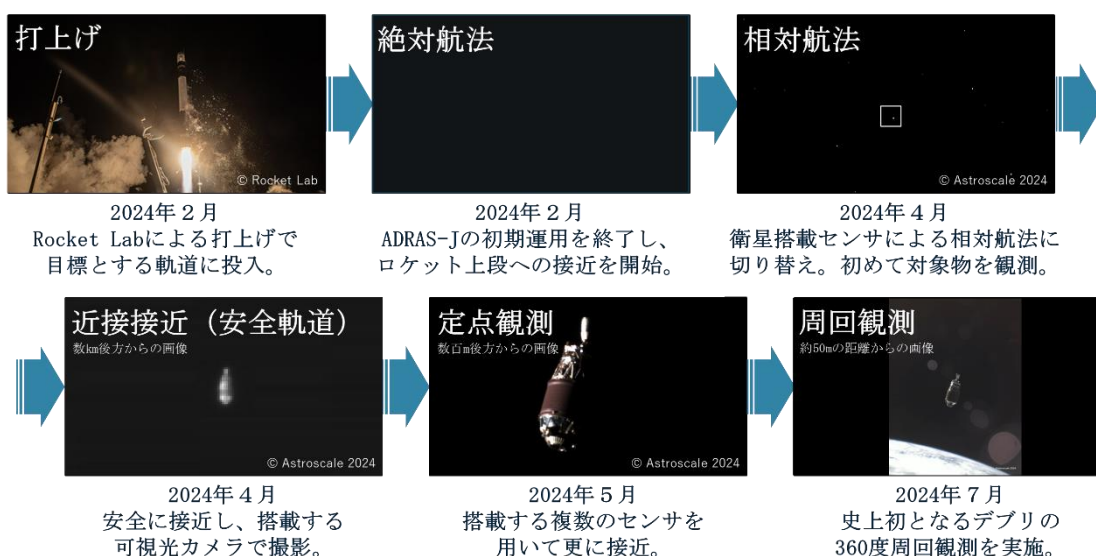 打上げ
© Rocket Lab
2024年２月
Rocket Labによる打上げで
目標とする軌道に投入。
絶対航法
2024年２月
ADRAS-Jの初期運用を終了し、
ロケット上段への接近を開始。
相対航法
© Astroscale 2024
2024年４月
衛星搭載センサによる相対航法に
切り替え。初めて対象物を観測。
近接接近（安全軌道）
数km後方からの画像
© Astroscale 2024
2024年４月
安全に接近し、搭載する
可視光カメラで撮影。
定点観測
数百m後方からの画像
© Astroscale 2024
2024年５月
搭載する複数のセンサを
用いて更に接近。
周回観測
約50mの距離からの画像
2024年７月
史上初となるデブリの
360度周回観測を実施。